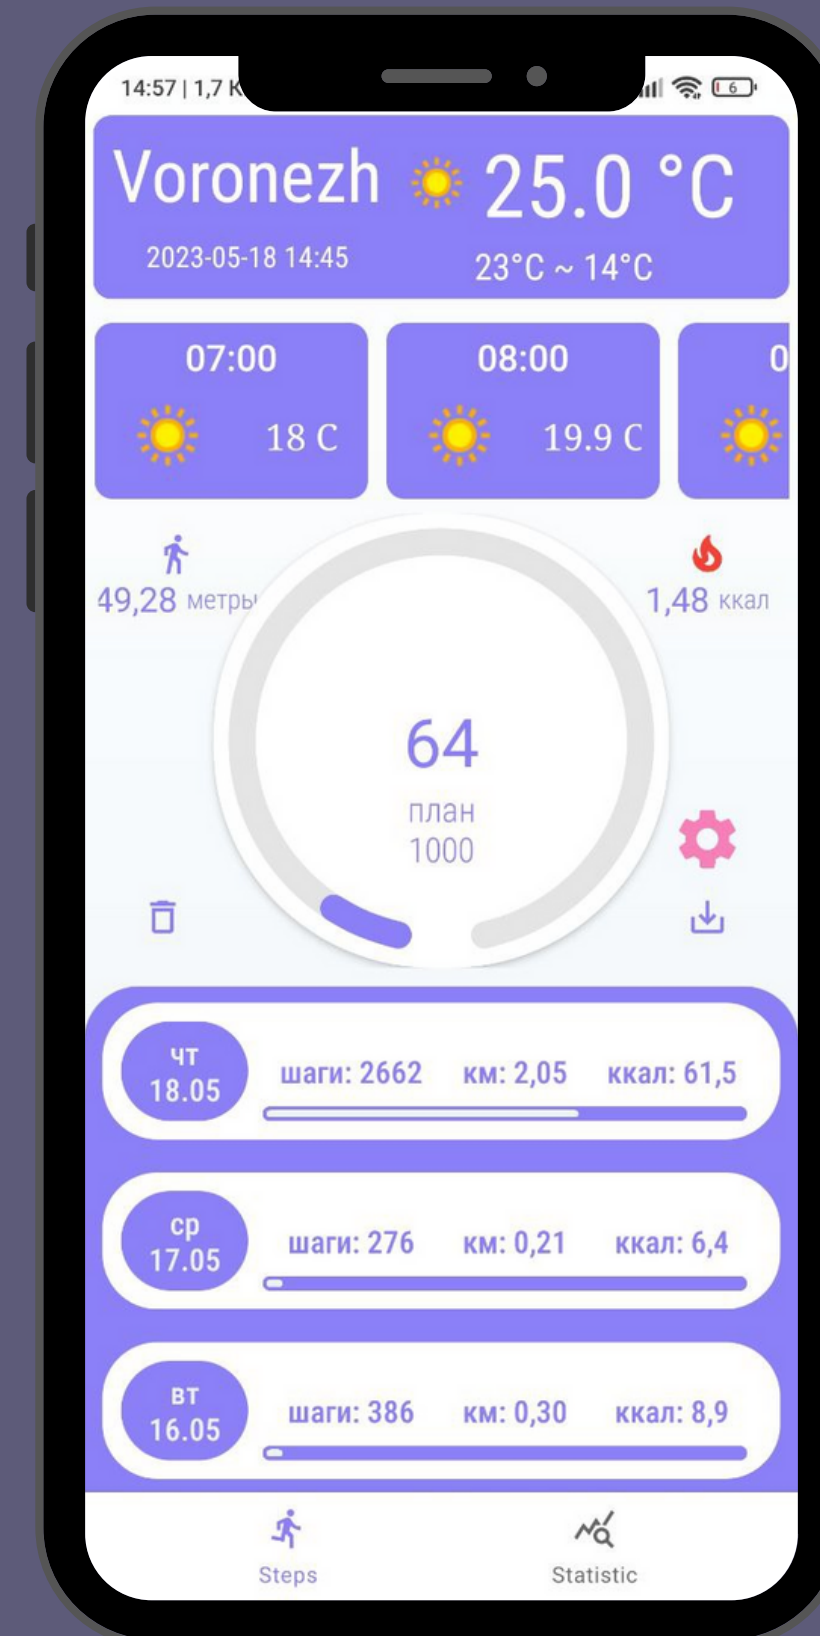 14:57 | 1,7 K
6
Voronezh 25.0 °C
2023-05-18 14:45 23°C ~ 14°C
07:00 08:00 0
18 C 19.9 C
49,28 метры 1,48 ккал
64
план
1000
чт
18.05
шаги: 2662 км: 2,05 ккал: 61,5
ср
17.05
шаги: 276 км: 0,21 ккал: 6,4
вт
16.05
шаги: 386 км: 0,30 ккал: 8,9
Steps Statistic